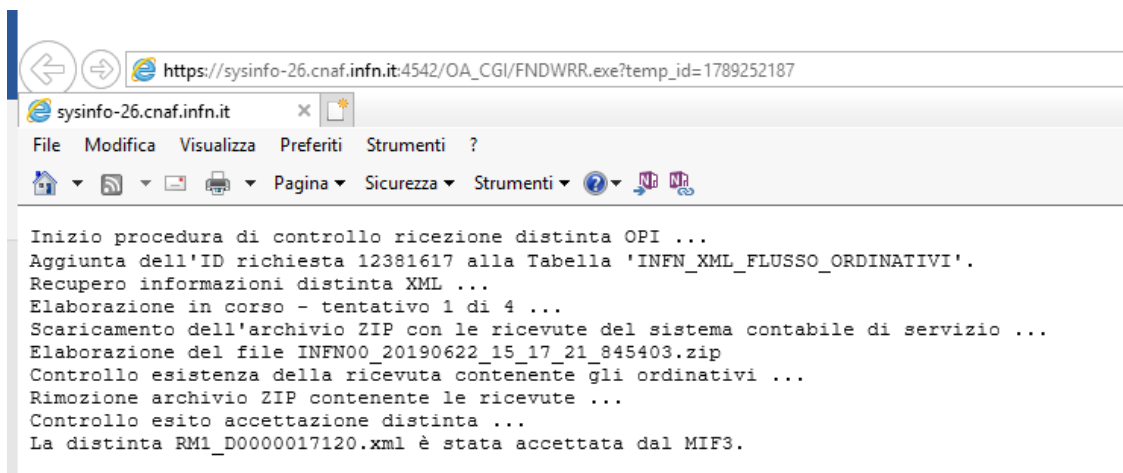 https://sysinfo-26.cnaf.infn.it:4542/OA_CGI/FNDWRR.exe?temp_id=1789252187
sysinfo-26.cnaf.infn.it
File Modifica Visualizza Preferiti Strumenti ?
Pagina Sicurezza Strumenti
Inizio procedura di controllo ricezione distinta OPI ...
Aggiunta dell'ID richiesta 12381617 alla Tabella 'INFN_XML_FLUSSO_ORDINATIVI'.
Recupero informazioni distinta XML ...
Elaborazione in corso - tentativo 1 di 4 ...
Scaricamento dell'archivio ZIP con le ricevute del sistema contabile di servizio ...
Elaborazione del file INFN00_20190622_15_17_21_845403.zip
Controllo esistenza della ricevuta contenente gli ordinativi ...
Rimozione archivio ZIP contenente le ricevute ...
Controllo esito accettazione distinta ...
La distinta RM1_D0000017120.xml è stata accettata dal MIF3.